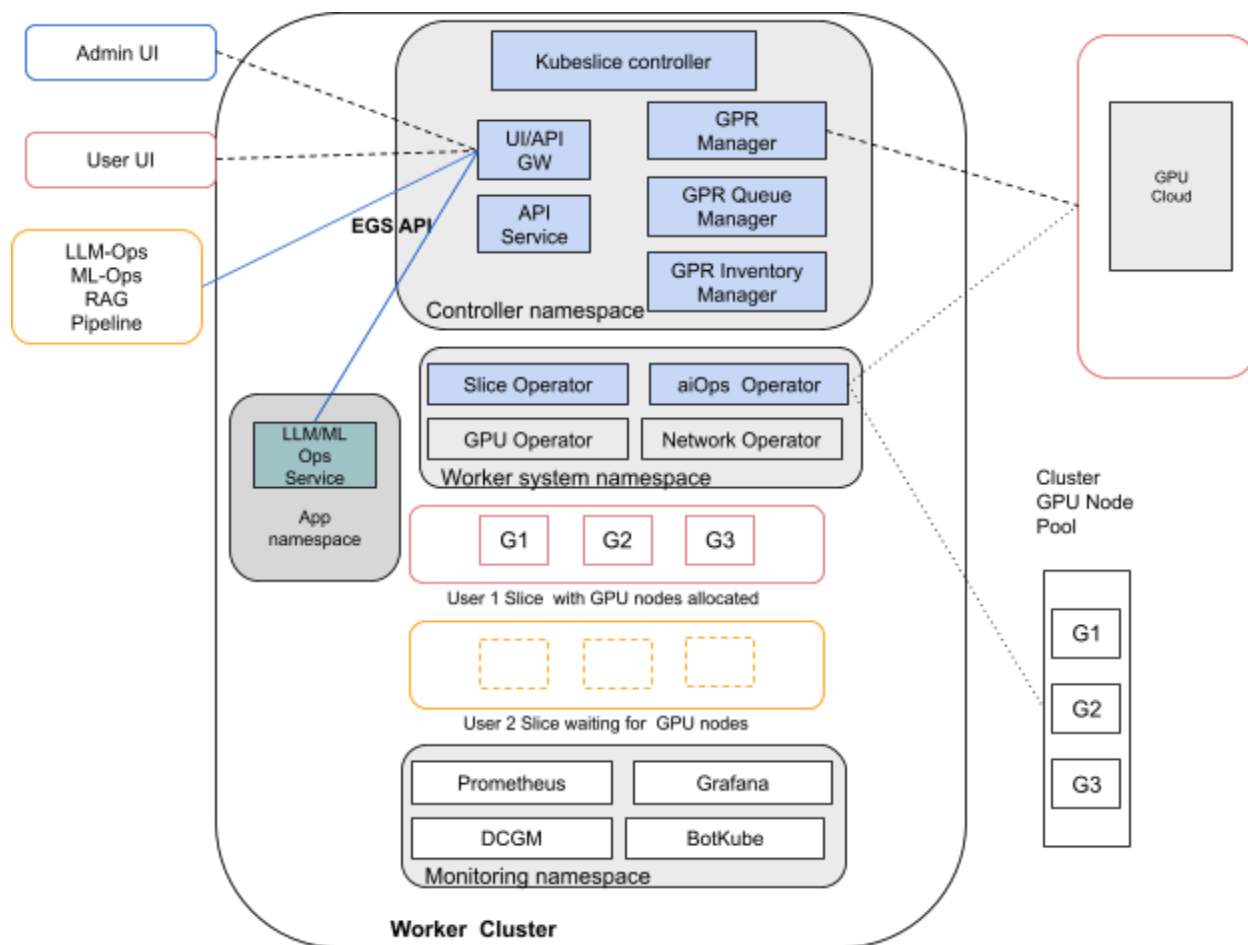 Admin UI
User UI
LLM-Ops
ML-Ops
RAG
Pipeline
EGS API
Kubeslice controller
UI/API
GW
API
Service
GPR
Manager
GPR Queue
Manager
GPR Inventory
Manager
Controller namespace
GPU
Cloud
Slice Operator
aiOps Operator
GPU Operator
Network Operator
Worker system namespace
LLM/ML
Ops
Service
App
namespace
G1
G2
G3
User 1 Slice with GPU nodes allocated
User 2 Slice waiting for GPU nodes
Prometheus
Grafana
DCGM
BotKube
Monitoring namespace
Worker Cluster
Cluster
GPU Node
Pool
G1
G2
G3